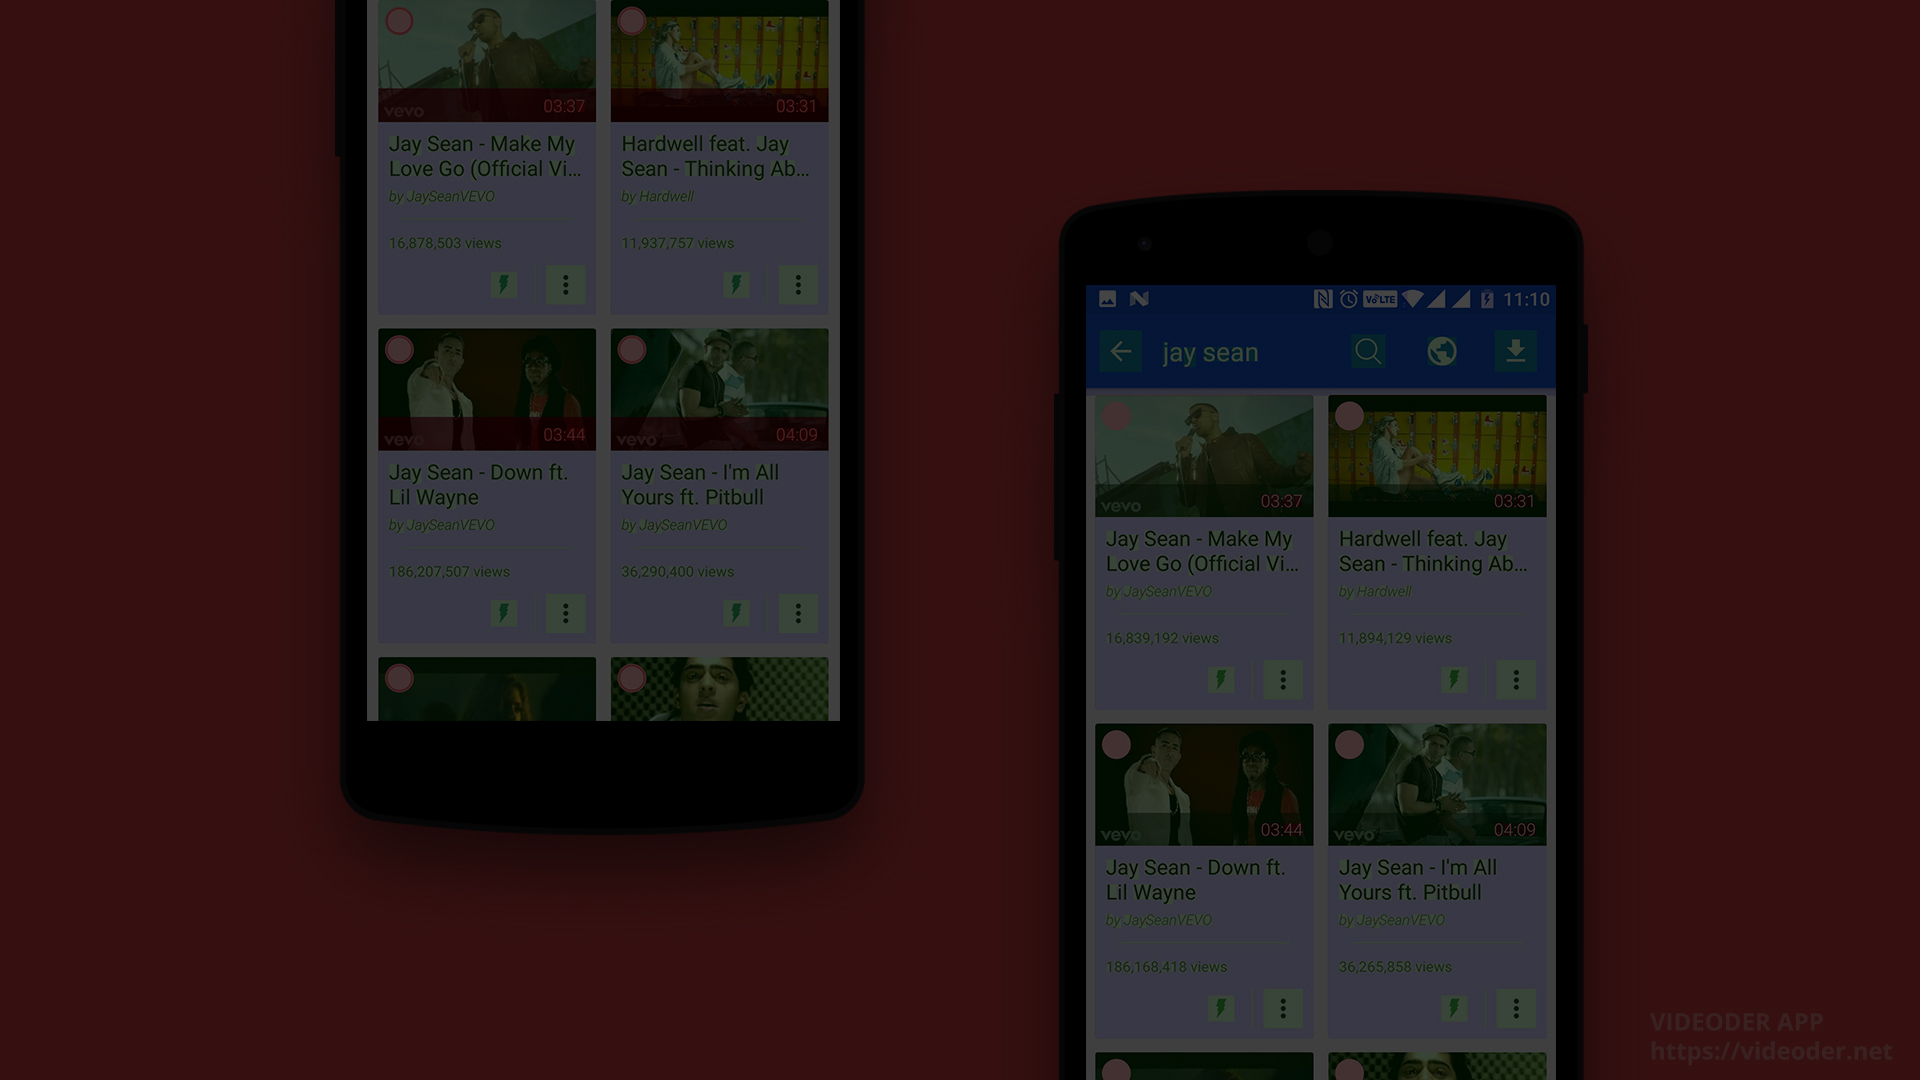 vevo
03:37
Jay Sean - Make My
Love Go (Official Vi...
by JaySeanVEVO
16,878,503 views
03:31
Hardwell feat. Jay
Sean - Thinking Ab...
by Hardwell
11,937,757 views
vevo
03:44
Jay Sean - Down ft.
Lil Wayne
by JaySeanVEVO
186,207,507 views
vevo
04:09
Jay Sean - I'm All
Yours ft. Pitbull
by JaySeanVEVO
36,290,400 views
VoLTE
11:10
jay sean
vevo
03:37
Jay Sean - Make My
Love Go (Official Vi...
by JaySeanVEVO
16,839,192 views
03:31
Hardwell feat. Jay
Sean - Thinking Ab...
by Hardwell
11,894,129 views
vevo
03:44
Jay Sean - Down ft.
Lil Wayne
by JaySeanVEVO
186,168,418 views
vevo
04:09
Jay Sean - I'm All
Yours ft. Pitbull
by JaySeanVEVO
36,265,858 views
VIDEODER APP
https://videoder.net